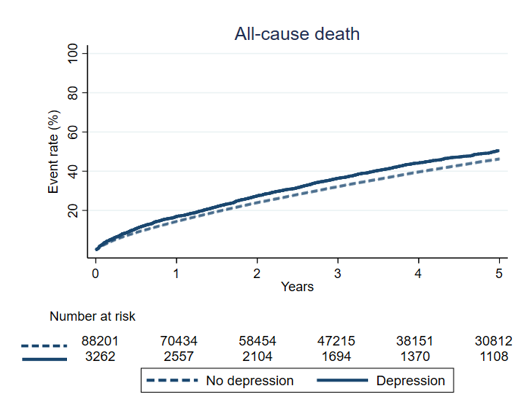 All-cause death
Event rate (%)
100
80
60
40
20
0 1 2 3 4 5
Years
Number at risk
88201 70434 58454 47215 38151 30812
3262 2557 2104 1694 1370 1108
No depression Depression